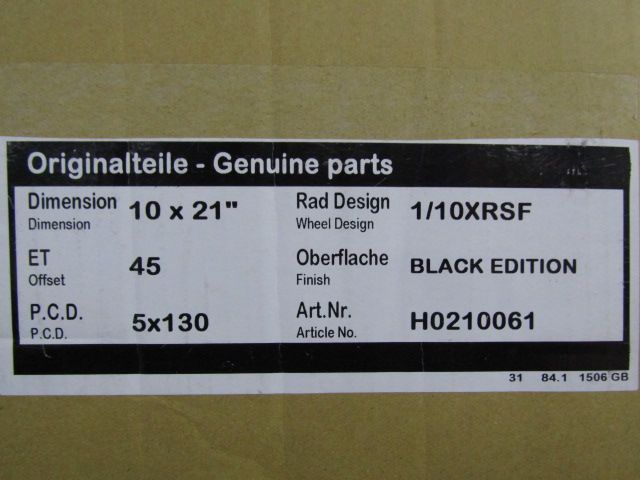 Originalteile - Genuine parts
Dimension 10 x 21" Rad Design 1/10XRSF
Dimension Wheel Design
ET 45 Oberflache BLACK EDITION
Offset Finish
P.C.D. 5x130 Art.Nr. H0210061
P.C.D. Article No.
31 84.1 1506 GB